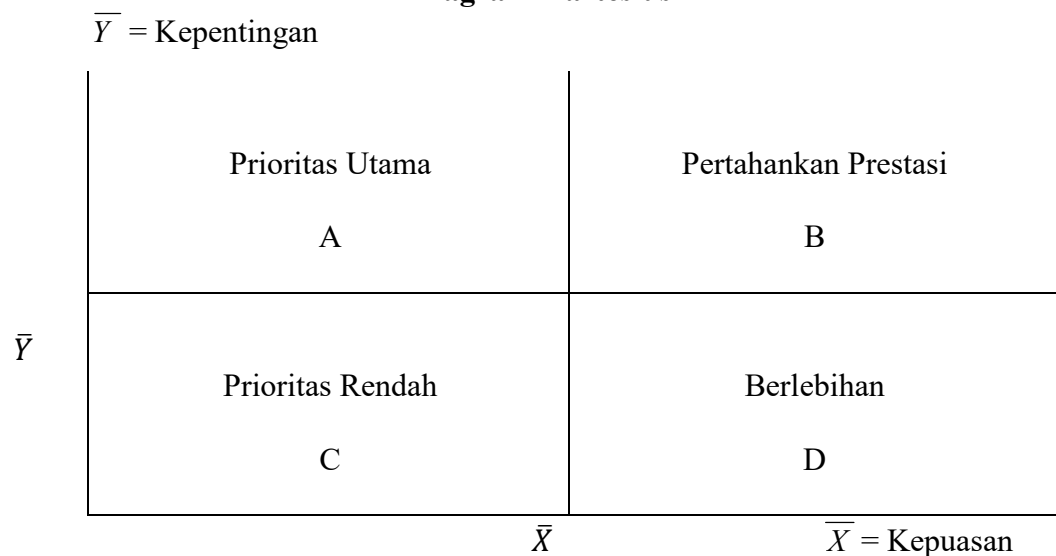 Y̅ = Kepentingan
Prioritas Utama
Pertahankan Prestasi
A
B
Y̅
Prioritas Rendah
Berlebihan
C
D
X̅
X̅ = Kepuasan